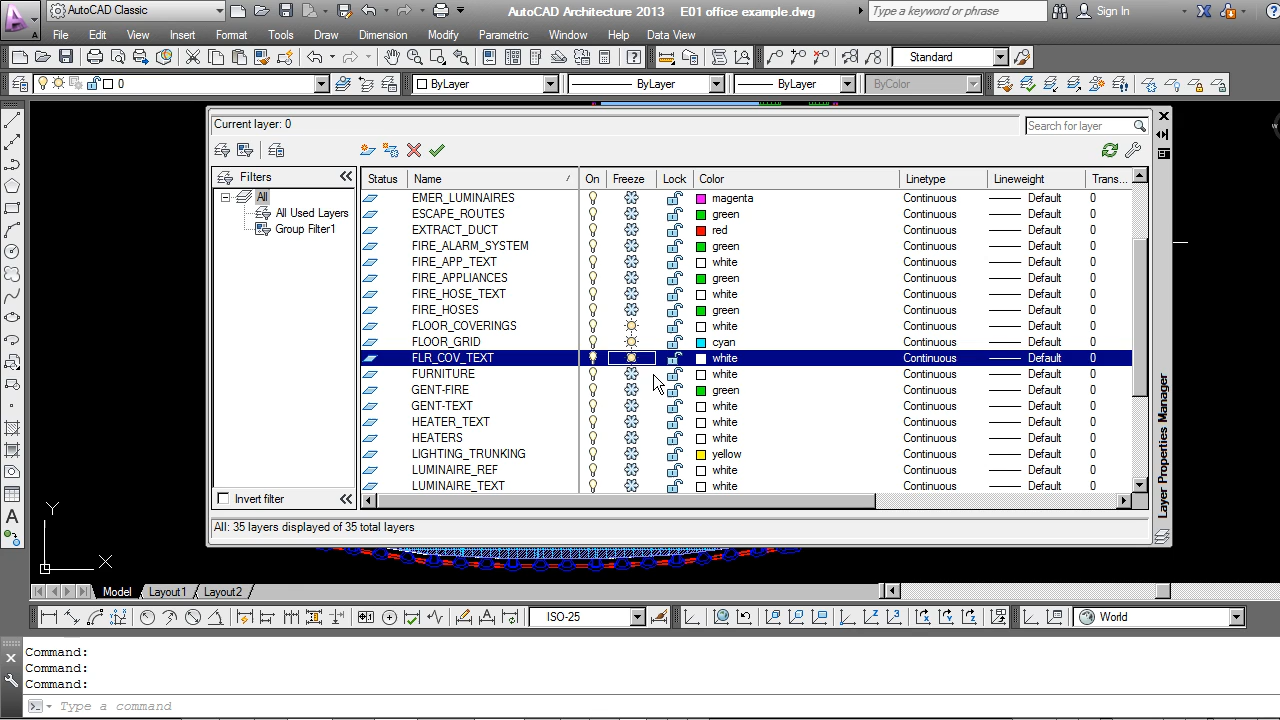 AutoCAD Classic
AutoCAD Architecture 2013 E01 office example.dwg
Type a keyword or phrase
Sign In
File Edit View Insert Format Tools Draw Dimension Modify Parametric Window Help Data View
Standard
0 ByLayer ByLayer ByLayer ByColor
Current layer: 0
Search for layer
Filters
All
All Used Layers
Group Filter1
Invert filter
Status Name On Freeze Lock Color Linetype Lineweight Trans...
EMER_LUMINAIRES magenta Continuous Default 0
ESCAPE_ROUTES green Continuous Default 0
EXTRACT_DUCT red Continuous Default 0
FIRE_ALARM_SYSTEM green Continuous Default 0
FIRE_APP_TEXT white Continuous Default 0
FIRE_APPLIANCES green Continuous Default 0
FIRE_HOSE_TEXT white Continuous Default 0
FIRE_HOSES green Continuous Default 0
FLOOR_COVERINGS white Continuous Default 0
FLOOR_GRID cyan Continuous Default 0
FLR_COV_TEXT white Continuous Default 0
FURNITURE white Continuous Default 0
GENT-FIRE green Continuous Default 0
GENT-TEXT white Continuous Default 0
HEATER_TEXT white Continuous Default 0
HEATERS white Continuous Default 0
LIGHTING_TRUNKING yellow Continuous Default 0
LUMINAIRE_REF white Continuous Default 0
LUMINAIRE_TEXT white Continuous Default 0
All: 35 layers displayed of 35 total layers
Layer Properties Manager
Y
X
Model Layout1 Layout2
ISO-25
World
Command:
Command:
Command:
Type a command